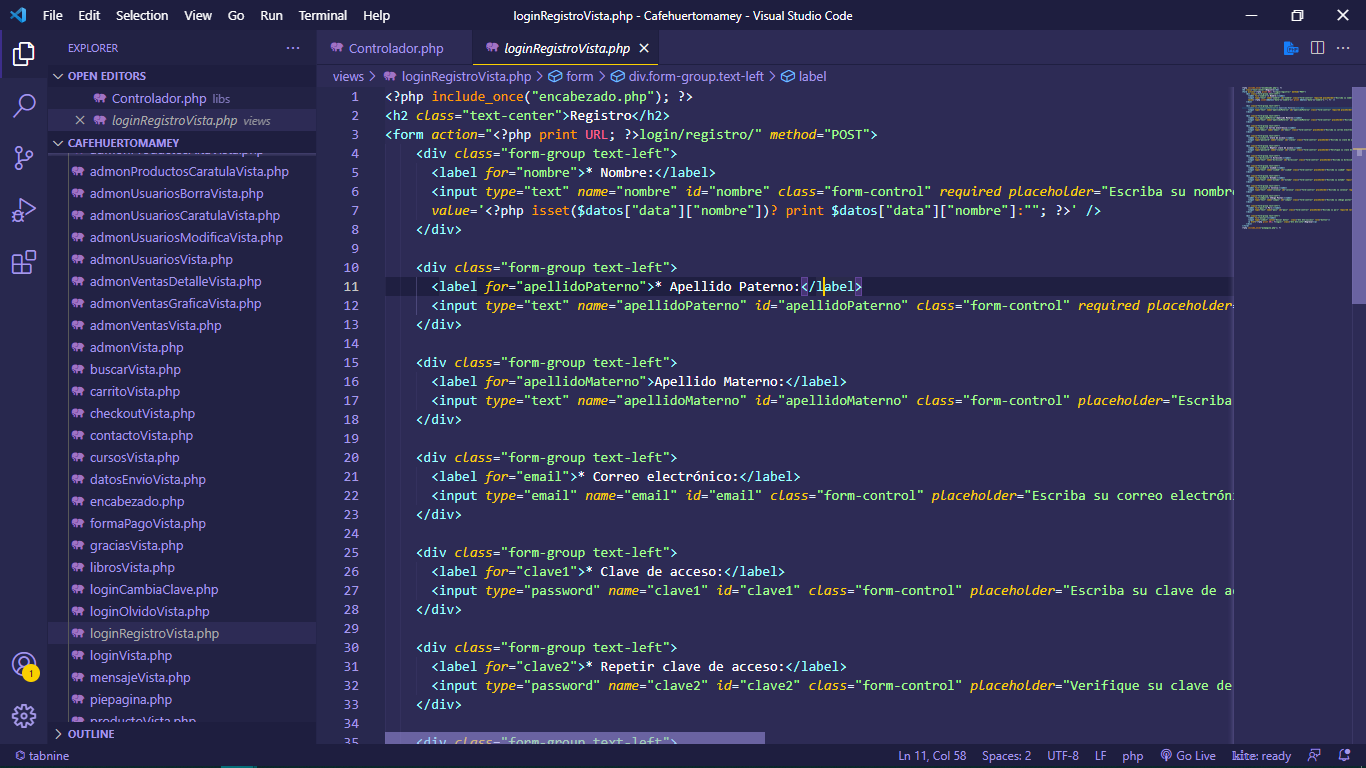 File Edit Selection View Go Run Terminal Help
loginRegistroVista.php - Cafehuertomamey - Visual Studio Code
EXPLORER
OPEN EDITORS
Controlador.php libs
loginRegistroVista.php views
CAFEHUERTOMAMEY
admonProductosCaratulaVista.php
admonUsuariosBorraVista.php
admonUsuariosCaratulaVista.php
admonUsuariosModificaVista.php
admonUsuariosVista.php
admonVentasDetalleVista.php
admonVentasGraficaVista.php
admonVentasVista.php
admonVista.php
buscarVista.php
carritoVista.php
checkoutVista.php
contactoVista.php
cursosVista.php
datosEnvioVista.php
encabezado.php
formaPagoVista.php
graciasVista.php
librosVista.php
loginCambiaClave.php
loginOlvidoVista.php
loginRegistroVista.php
loginVista.php
mensajeVista.php
piepagina.php
productoVista.php
OUTLINE
1
Controlador.php
loginRegistroVista.php
views > loginRegistroVista.php > form > div.form-group.text-left > label
1 <?php include_once("encabezado.php"); ?>
2 <h2 class="text-center">Registro</h2>
3 <form action="<?php print URL; ?>login/registro/" method="POST">
4 <div class="form-group text-left">
5 <label for="nombre">* Nombre:</label>
6 <input type="text" name="nombre" id="nombre" class="form-control" required placeholder="Escriba su nombr
7 value='<?php isset($datos["data"]["nombre"])? print $datos["data"]["nombre"]:""; ?>' />
8 </div>
9
10 <div class="form-group text-left">
11 <label for="apellidoPaterno">* Apellido Paterno:</label>
12 <input type="text" name="apellidoPaterno" id="apellidoPaterno" class="form-control" required placeholder=
13 </div>
14
15 <div class="form-group text-left">
16 <label for="apellidoMaterno">Apellido Materno:</label>
17 <input type="text" name="apellidoMaterno" id="apellidoMaterno" class="form-control" placeholder="Escriba
18 </div>
19
20 <div class="form-group text-left">
21 <label for="email">* Correo electrónico:</label>
22 <input type="email" name="email" id="email" class="form-control" placeholder="Escriba su correo electróni
23 </div>
24
25 <div class="form-group text-left">
26 <label for="clave1">* Clave de acceso:</label>
27 <input type="password" name="clave1" id="clave1" class="form-control" placeholder="Escriba su clave de a
28 </div>
29
30 <div class="form-group text-left">
31 <label for="clave2">* Repetir clave de acceso:</label>
32 <input type="password" name="clave2" id="clave2" class="form-control" placeholder="Verifique su clave de
33 </div>
34
35 <div class="form-group text-left">
tabnine
Ln 11, Col 58 Spaces: 2 UTF-8 LF php Go Live kite: ready